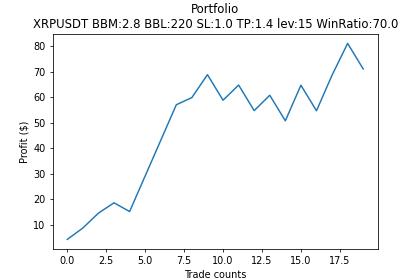 Portfolio
XRPUSDT BBM:2.8 BBL:220 SL:1.0 TP:1.4 lev:15 WinRatio:70.0
80
70
60
50
40
30
20
10
Profit ($)
0.0 2.5 5.0 7.5 10.0 12.5 15.0 17.5
Trade counts